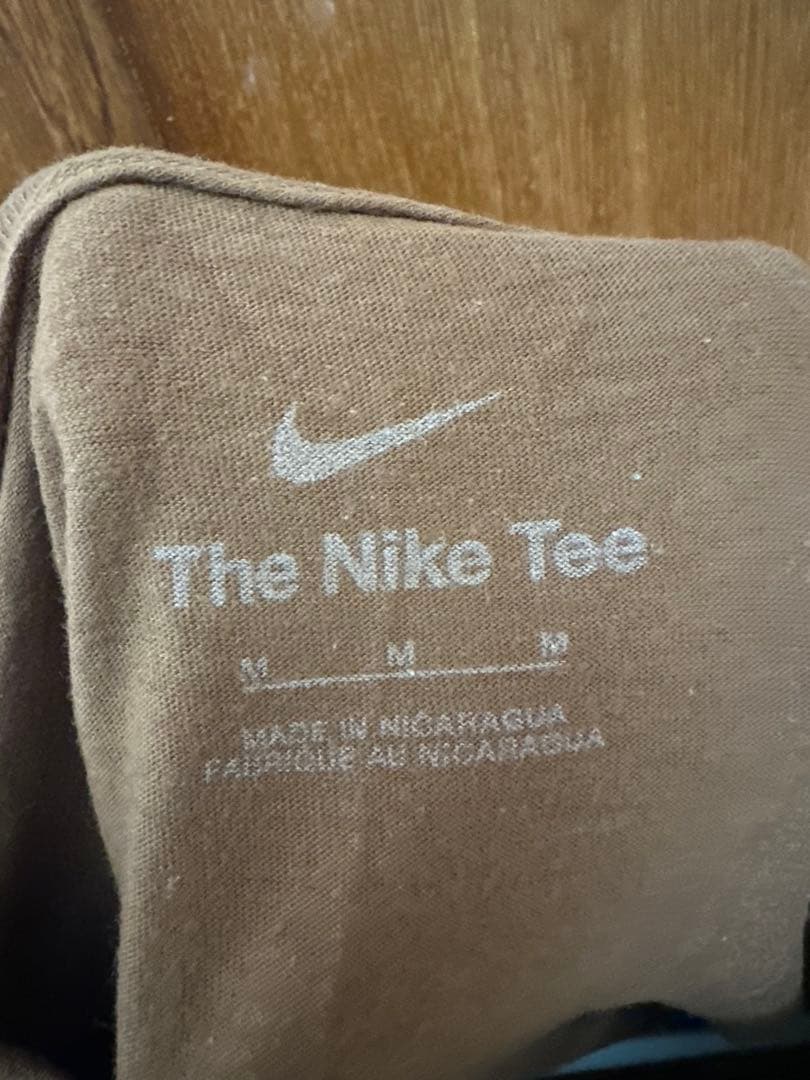 The Nike Tee
M M M
MADE IN NICARAGUA
FABRIQUÉ AU NICARAGUA